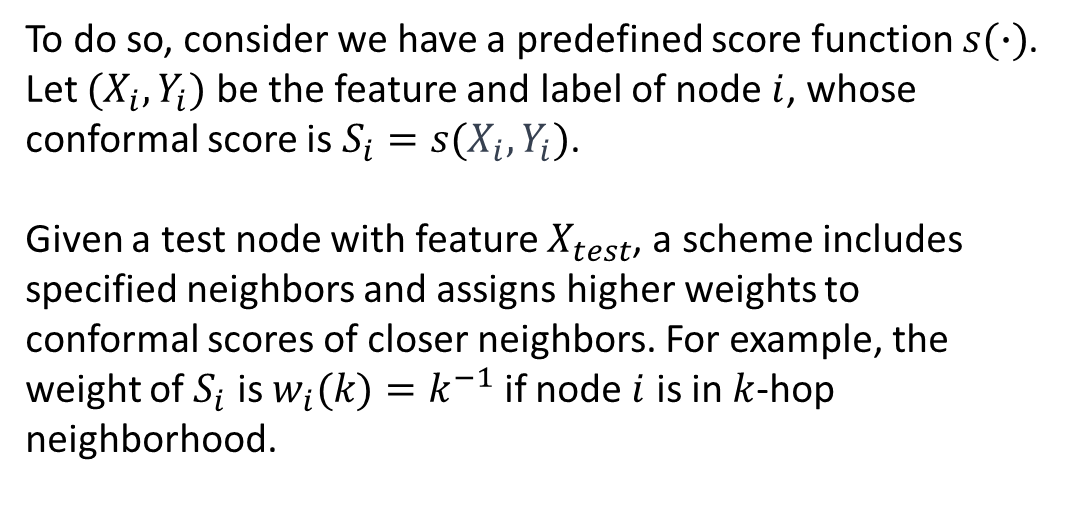 To do so, consider we have a predefined score function s(·).
Let (Xᵢ, Yᵢ) be the feature and label of node i, whose
conformal score is Sᵢ = s(Xᵢ, Yᵢ).
Given a test node with feature X_test, a scheme includes
specified neighbors and assigns higher weights to
conformal scores of closer neighbors. For example, the
weight of Sᵢ is wᵢ(k) = k⁻¹ if node i is in k-hop
neighborhood.